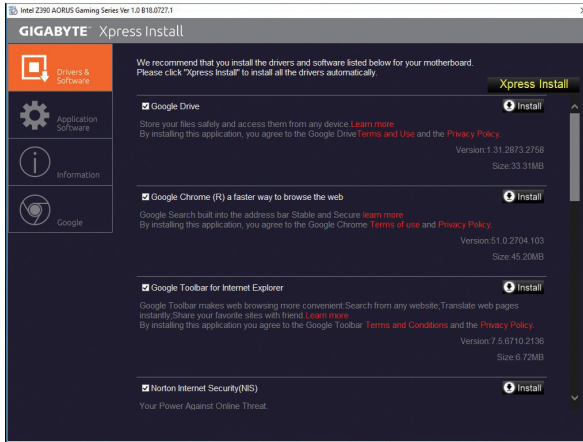 Intel Z390 AORUS Gaming Series Ver 1.0 B18.0727.1
GIGABYTE™ Xpress Install
We recommend that you install the drivers and software listed below for your motherboard.
Please click "Xpress Install" to install all the drivers automatically.
Xpress Install
Drivers &
Software
Application
Software
Information
Google
Google Drive
Install
Store your files safely and access them from any device.Learn more
By installing this application, you agree to the Google DriveTerms and Use and the Privacy Policy.
Version:1.31.2873.2758
Size:33.31MB
Google Chrome (R) a faster way to browse the web
Install
Google Search built into the address bar Stable and Secure learn more
By installing this application, you agree to the Google Chrome Terms of use and Privacy Policy.
Version:51.0.2704.103
Size:45.20MB
Google Toolbar for Internet Explorer
Install
Google Toolbar makes web browsing more convenient:Search from any website;Translate web pages
instantly;Share your favorite sites with friend.Learn more
By installing this application you agree to the Google Toolbar Terms and Conditions and the Privacy Policy.
Version:7.5.6710.2136
Size:6.72MB
Norton Internet Security(NIS)
Install
Your Power Against Online Threat.